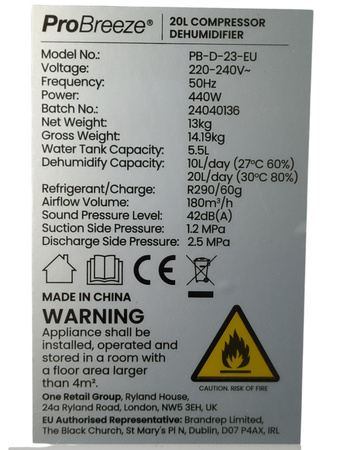 ProBreeze® 20L COMPRESSOR
DEHUMIDIFIER
Model No.: PB-D-23-EU
Voltage: 220-240V~
Frequency: 50Hz
Power: 440W
Batch No.: 24040136
Net Weight: 13kg
Gross Weight: 14.19kg
Water Tank Capacity: 5.5L
Dehumidify Capacity: 10L/day (27°C 60%)
20L/day (30°C 80%)
Refrigerant/Charge: R290/60g
Airflow Volume: 180m³/h
Sound Pressure Level: 42dB(A)
Suction Side Pressure: 1.2 MPa
Discharge Side Pressure: 2.5 MPa
CE
MADE IN CHINA
WARNING
Appliance shall be
installed, operated and
stored in a room with
a floor area larger
than 4m².
CAUTION, RISK OF FIRE
One Retail Group, Ryland House,
24a Ryland Road, London, NW5 3EH, UK
EU Authorised Representative: Brandrep Limited,
The Black Church, St Mary's Pl N, Dublin, D07 P4AX, IRL